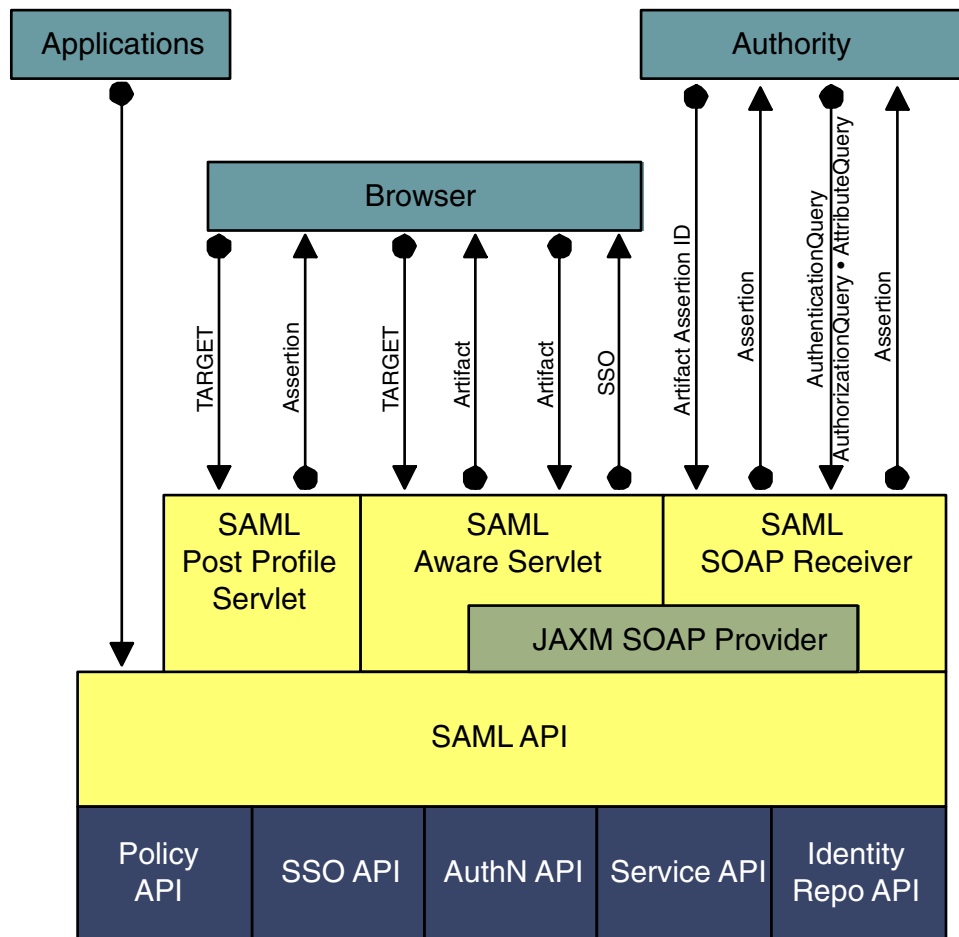 Applications
Authority
Browser
TARGET
Assertion
TARGET
Artifact
Artifact
SSO
Artifact Assertion ID
Assertion
AuthenticationQuery
AuthorizationQuery • AttributeQuery
Assertion
SAML
Post Profile
Servlet
SAML
Aware Servlet
SAML
SOAP Receiver
JAXM SOAP Provider
SAML API
Policy
API
SSO API
AuthN API
Service API
Identity
Repo API